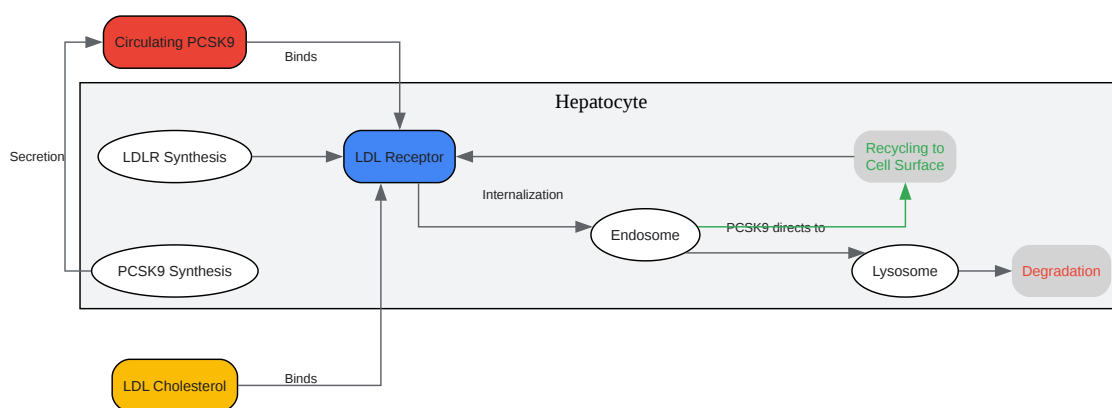 Circulating PCSK9
Binds
Hepatocyte
Secretion
LDLR Synthesis
LDL Receptor
Recycling to
Cell Surface
Internalization
Endosome
PCSK9 directs to
PCSK9 Synthesis
Lysosome
Degradation
LDL Cholesterol
Binds